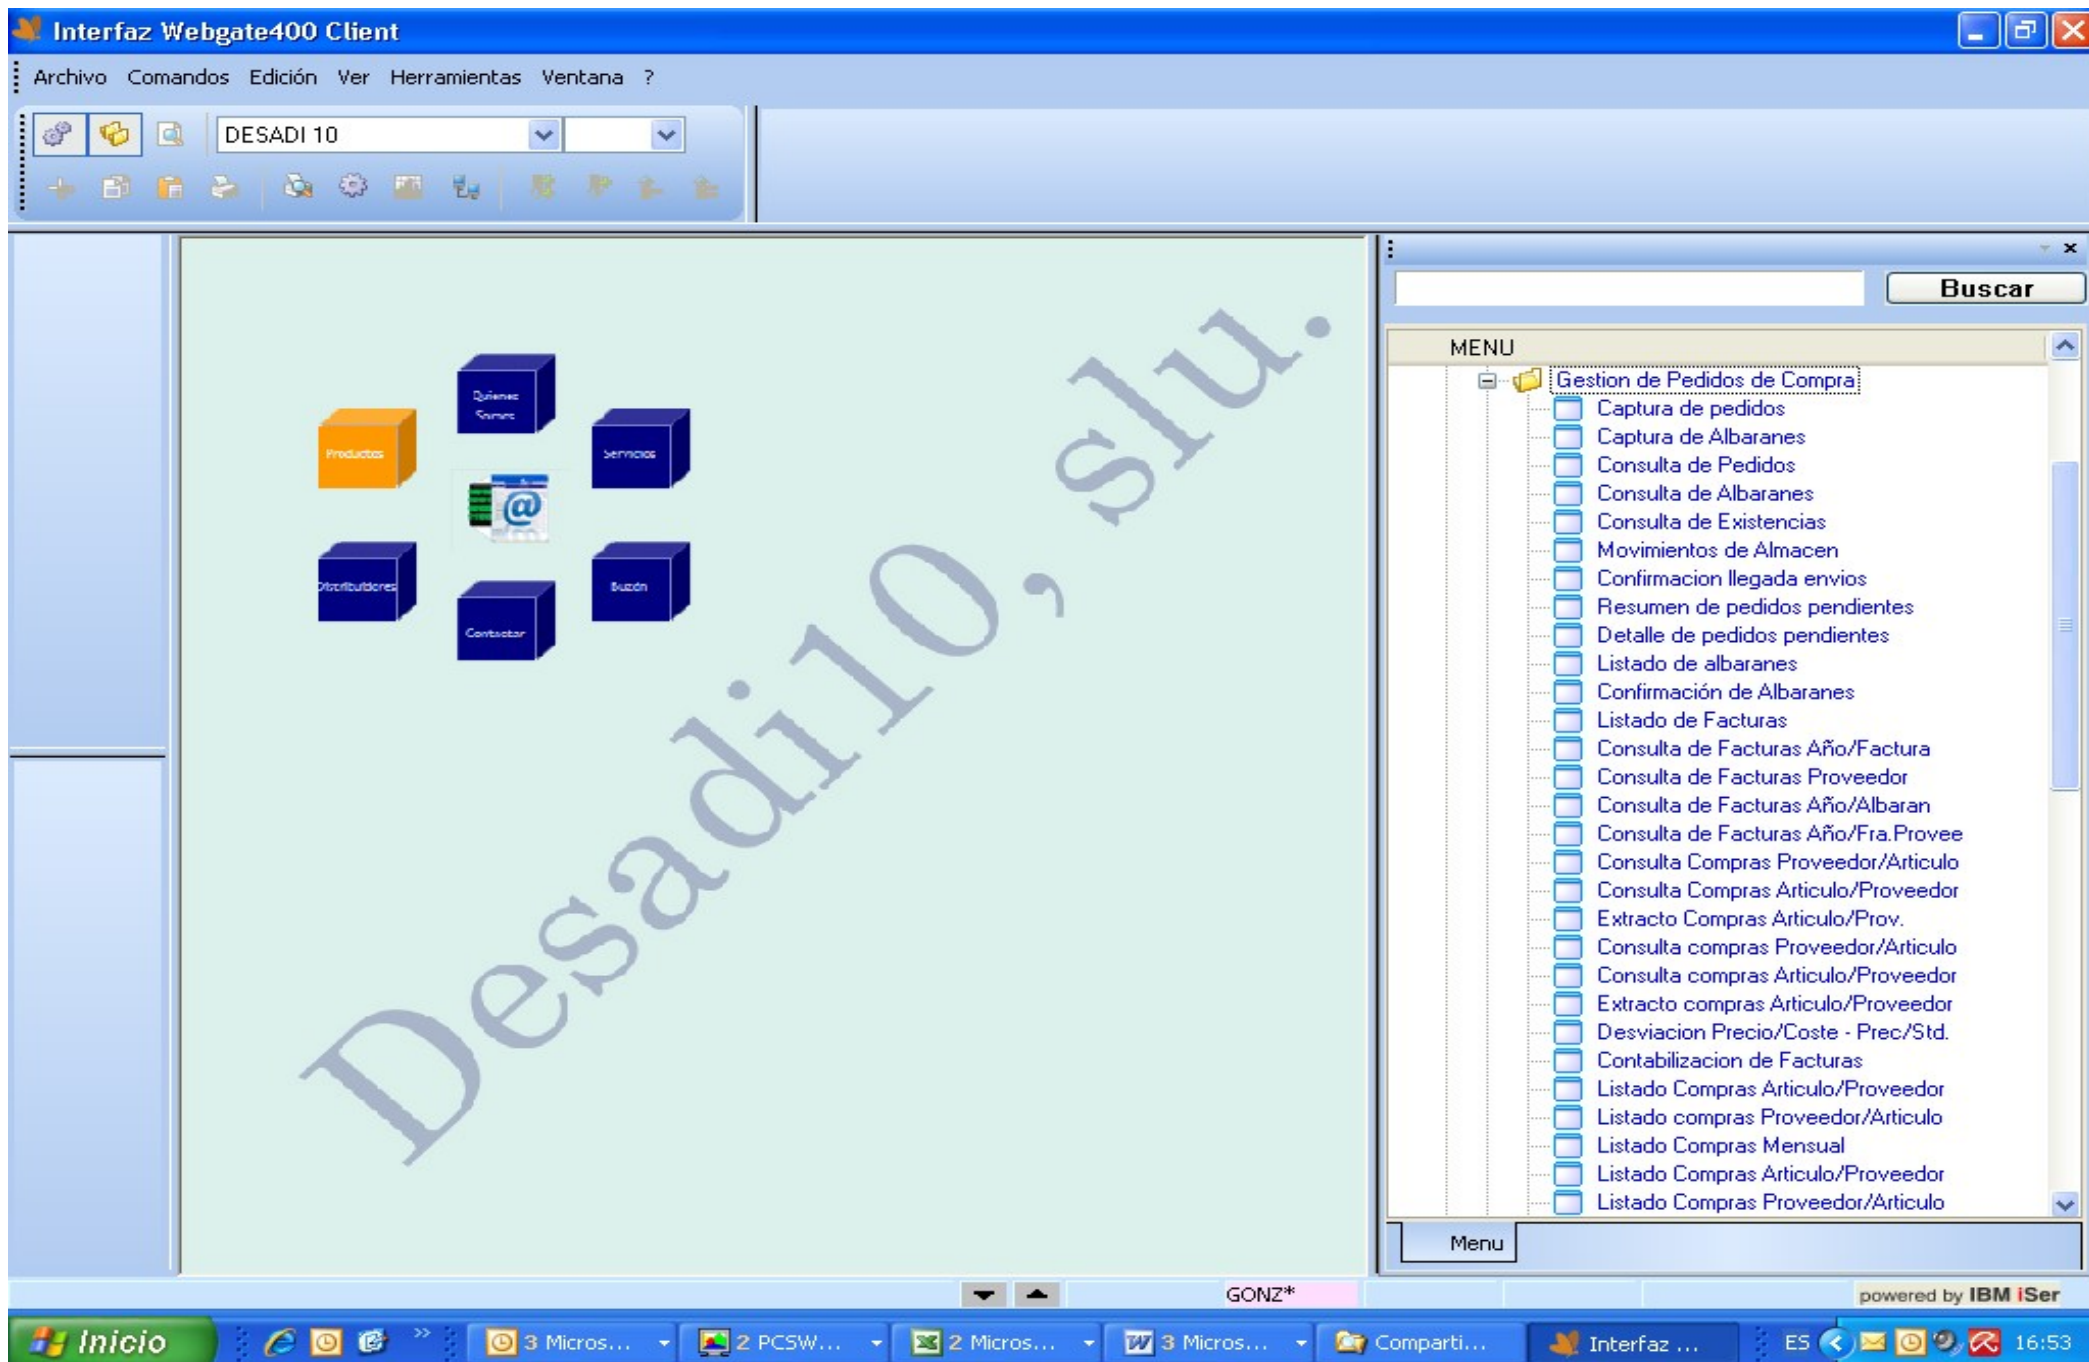 Interfaz Webgate400 Client
Archivo Comandos Edición Ver Herramientas Ventana ?
DESADI 10
Buscar
MENU
Gestion de Pedidos de Compra
Captura de pedidos
Captura de Albaranes
Consulta de Pedidos
Consulta de Albaranes
Consulta de Existencias
Movimientos de Almacen
Confirmacion llegada envios
Resumen de pedidos pendientes
Detalle de pedidos pendientes
Listado de albaranes
Confirmación de Albaranes
Listado de Facturas
Consulta de Facturas Año/Factura
Consulta de Facturas Proveedor
Consulta de Facturas Año/Albaran
Consulta de Facturas Año/Fra.Provee
Consulta Compras Proveedor/Articulo
Consulta Compras Articulo/Proveedor
Extracto Compras Articulo/Prov.
Consulta compras Proveedor/Articulo
Consulta compras Articulo/Proveedor
Extracto compras Articulo/Proveedor
Desviacion Precio/Coste - Prec/Std.
Contabilizacion de Facturas
Listado Compras Articulo/Proveedor
Listado compras Proveedor/Articulo
Listado Compras Mensual
Listado Compras Articulo/Proveedor
Listado Compras Proveedor/Articulo
Menu
Quienes
Somos
Productos
Servicios
Distribuidores
Buzón
Contactar
Desadi10, slu.
GONZ*
powered by IBM iSer
Inicio
3 Micros...
2 PCSW...
2 Micros...
3 Micros...
Comparti...
Interfaz ...
ES
16:53